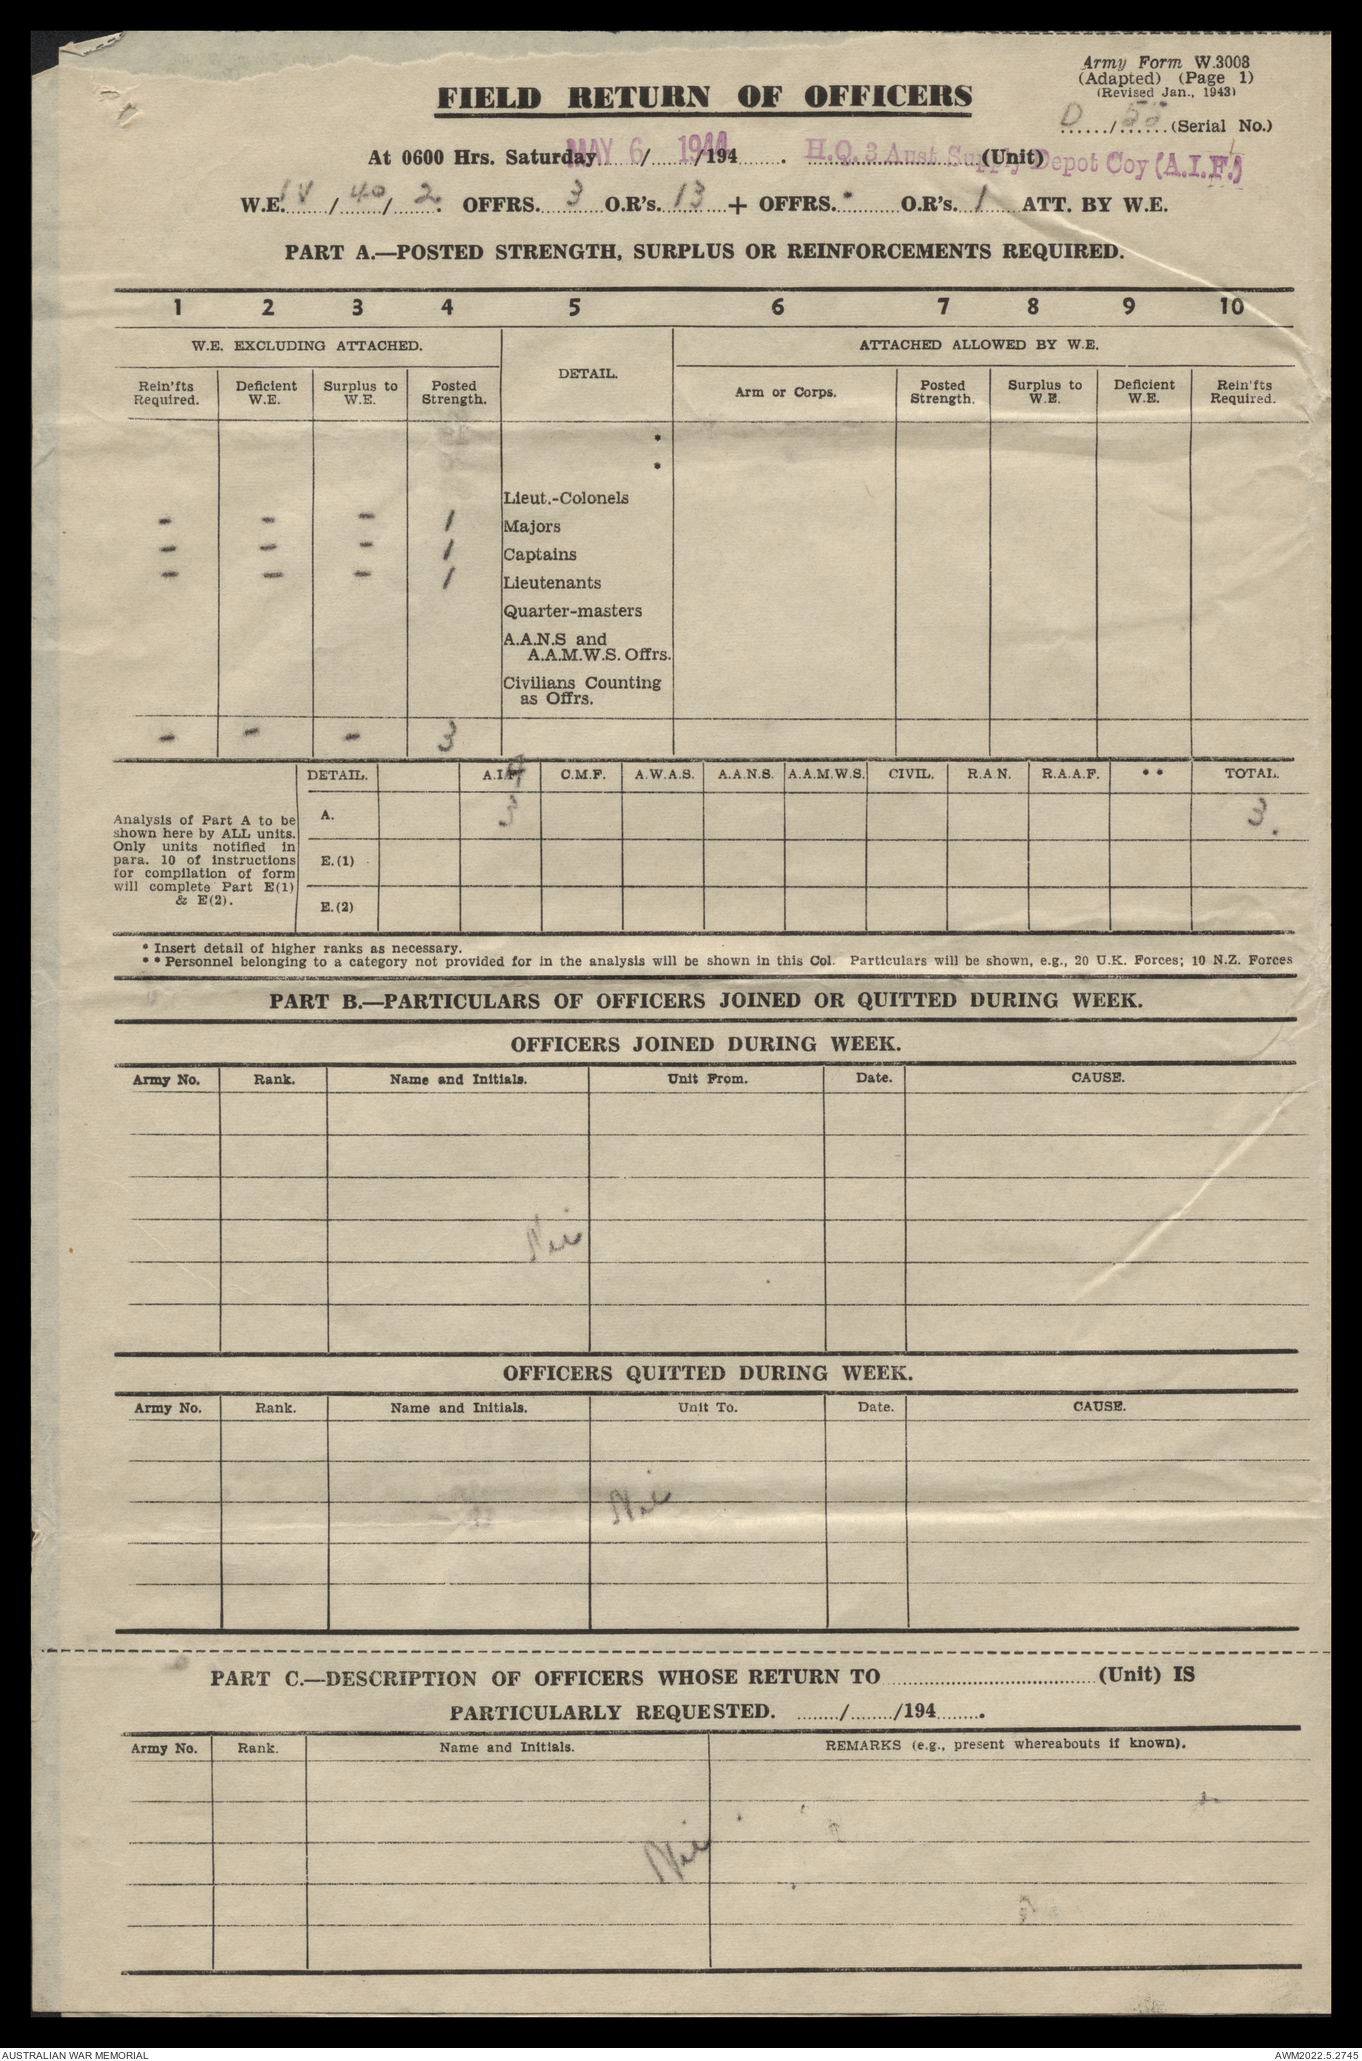 Army Form W.3008
(Adapted) (Page 1)
(Revised Jan., 1943)
FIELD RETURN OF OFFICERS
D / 55 (Serial No.)
At 0600 Hrs. Saturday MAY 6 1944 /......../194........ H.Q. 3 Aust Supply Depot Coy (A.I.F.) (Unit)
W.E. IV / 40 / 2. OFFRS. 3 O.R's. 13 + OFFRS. - O.R's. 1 ATT. BY W.E.
PART A.—POSTED STRENGTH, SURPLUS OR REINFORCEMENTS REQUIRED.
1 2 3 4 5 6 7 8 9 10
W.E. EXCLUDING ATTACHED. DETAIL. ATTACHED ALLOWED BY W.E.
Rein'fts Required. Deficient W.E. Surplus to W.E. Posted Strength. Arm or Corps. Posted Strength. Surplus to W.E. Deficient W.E. Rein'fts Required.
*
*
Lieut.-Colonels
- - - 1 Majors
- - - 1 Captains
- - - 1 Lieutenants
Quarter-masters
A.A.N.S and
A.A.M.W.S. Offrs.
Civilians Counting
as Offrs.
- - - 3
DETAIL. A.I.F. C.M.F. A.W.A.S. A.A.N.S. A.A.M.W.S. CIVIL. R.A.N. R.A.A.F. * * TOTAL.
A. 3 3.
E.(1)
E.(2)
Analysis of Part A to be
shown here by ALL units.
Only units notified in
para. 10 of instructions
for compilation of form
will complete Part E(1)
& E(2).
* Insert detail of higher ranks as necessary.
* * Personnel belonging to a category not provided for in the analysis will be shown in this Col. Particulars will be shown, e.g., 20 U.K. Forces; 10 N.Z. Forces
PART B.—PARTICULARS OF OFFICERS JOINED OR QUITTED DURING WEEK.
OFFICERS JOINED DURING WEEK.
Army No. Rank. Name and Initials. Unit From. Date. CAUSE.
Nil
OFFICERS QUITTED DURING WEEK.
Army No. Rank. Name and Initials. Unit To. Date. CAUSE.
Nil
PART C.—DESCRIPTION OF OFFICERS WHOSE RETURN TO ........................................ (Unit) IS
PARTICULARLY REQUESTED. ......../......../194........
Army No. Rank. Name and Initials. REMARKS (e.g., present whereabouts if known).
Nil
AUSTRALIAN WAR MEMORIAL AWM2022.5.2745